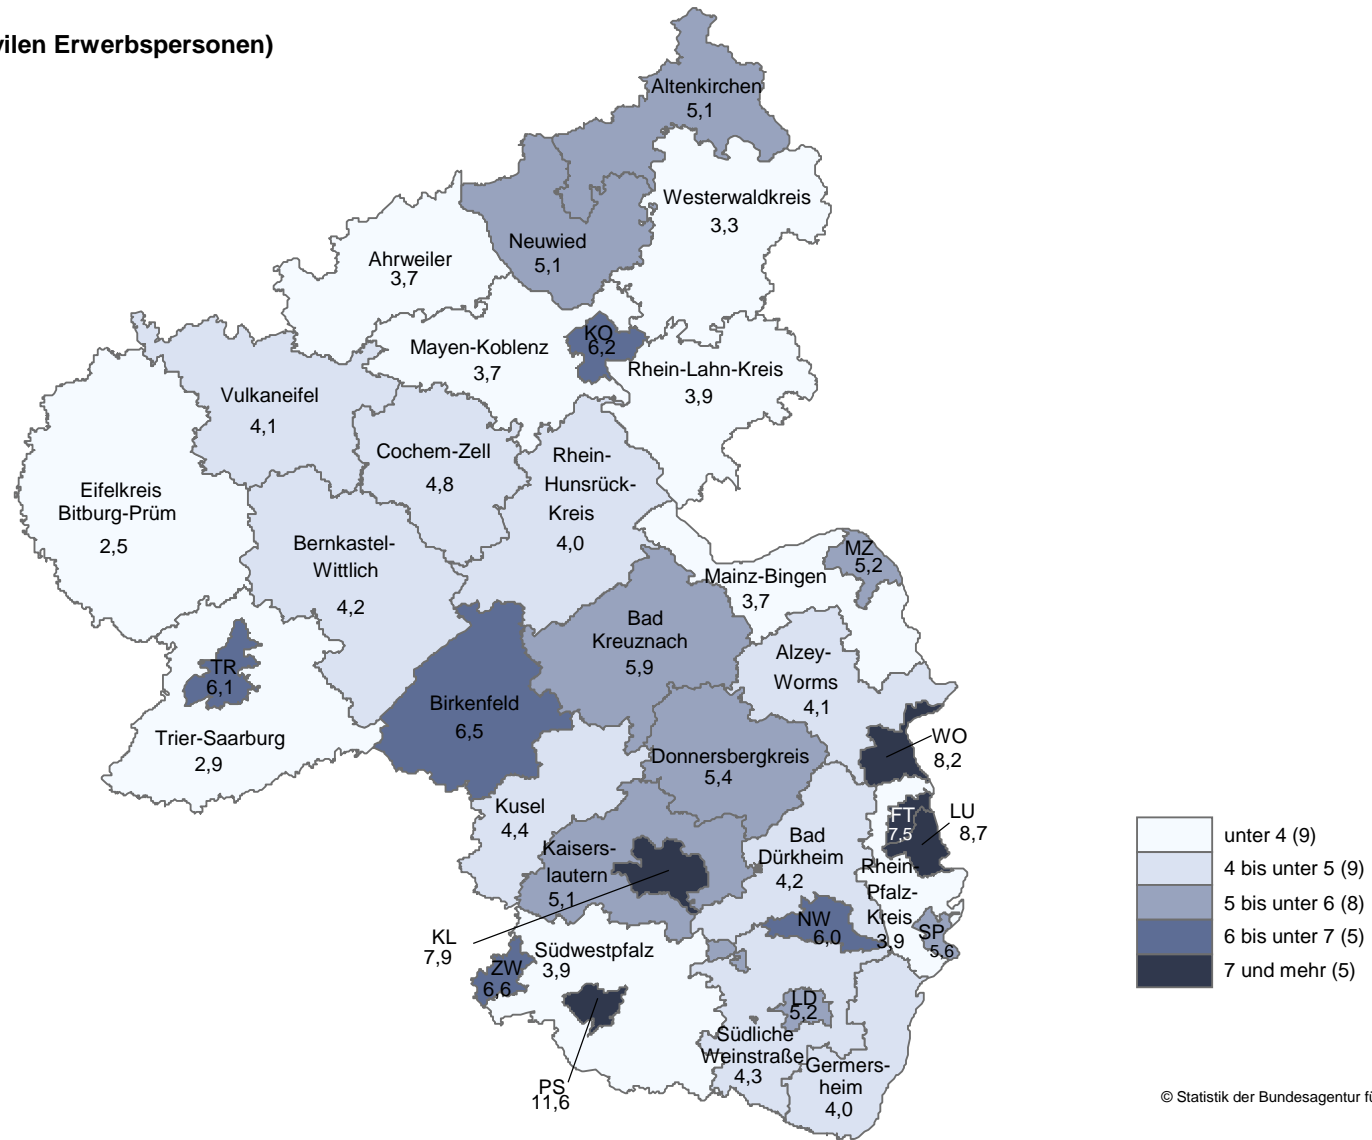 vilen Erwerbspersonen)
Altenkirchen
5,1
Westerwaldkreis
3,3
Neuwied
5,1
Ahrweiler
3,7
KO
6,2
Mayen-Koblenz
3,7
Rhein-Lahn-Kreis
3,9
Vulkaneifel
4,1
Cochem-Zell
4,8
Rhein-
Hunsrück-
Kreis
4,0
Eifelkreis
Bitburg-Prüm
2,5
Bernkastel-
Wittlich
4,2
MZ
5,2
Mainz-Bingen
3,7
Bad
Kreuznach
5,9
Alzey-
Worms
4,1
TR
6,1
Birkenfeld
6,5
Trier-Saarburg
2,9
Donnersbergkreis
5,4
WO
8,2
Kusel
4,4
FT
7,5
LU
8,7
Kaisers-
lautern
5,1
Bad
Dürkheim
4,2
Rhein-
Pfalz-
Kreis
3,9
KL
7,9
NW
6,0
SP
5,6
Südwestpfalz
3,9
ZW
6,6
LD
5,2
Südliche
Weinstraße
4,3
Germers-
heim
4,0
PS
11,6
unter 4 (9)
4 bis unter 5 (9)
5 bis unter 6 (8)
6 bis unter 7 (5)
7 und mehr (5)
© Statistik der Bundesagentur fü